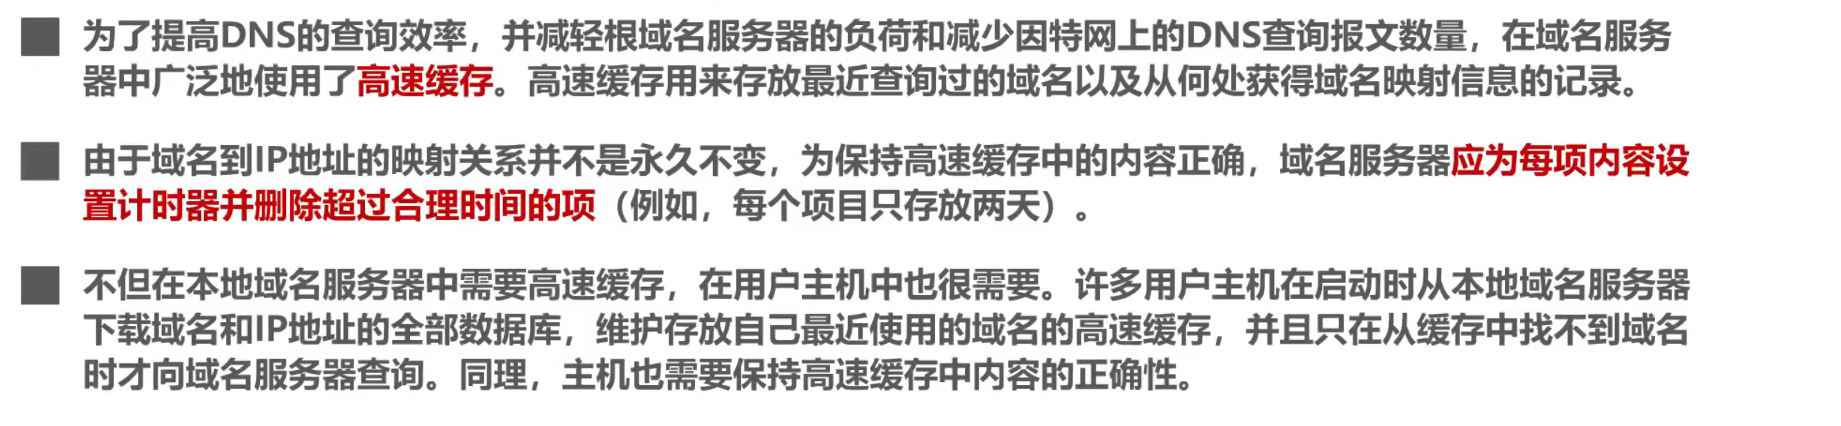 为了提高DNS的查询效率，并减轻根域名服务器的负荷和减少因特网上的DNS查询报文数量，在域名服务
器中广泛地使用了高速缓存。高速缓存用来存放最近查询过的域名以及从何处获得域名映射信息的记录。
由于域名到IP地址的映射关系并不是永久不变，为保持高速缓存中的内容正确，域名服务器应为每项内容设
置计时器并删除超过合理时间的项（例如，每个项目只存放两天）。
不但在本地域名服务器中需要高速缓存，在用户主机中也很需要。许多用户主机在启动时从本地域名服务器
下载域名和IP地址的全部数据库，维护存放自己最近使用的域名的高速缓存，并且只在从缓存中找不到域名
时才向域名服务器查询。同理，主机也需要保持高速缓存中内容的正确性。